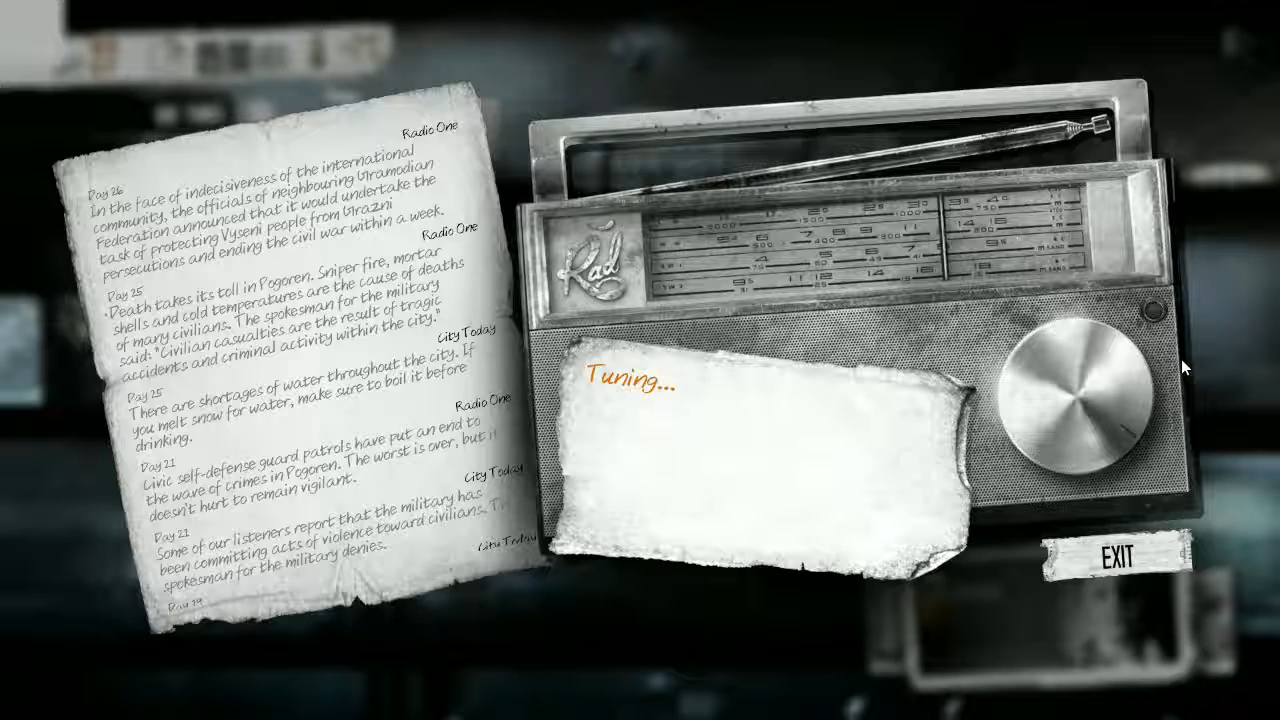 Radio One
Day 26
In the face of indecisiveness of the international
community, the officials of neighbouring Gramodian
Federation announced that it would undertake the
task of protecting Vyseni people from Grazni
persecutions and ending the civil war within a week.
Radio One
Day 25
"Death takes its toll in Pogoren. Sniper fire, mortar
shells and cold temperatures are the cause of deaths
of many civilians. The spokesman for the military
said: "Civilian casualties are the result of tragic
accidents and criminal activity within the city."
City Today
Day 25
There are shortages of water throughout the city. If
you melt snow for water, make sure to boil it before
drinking.
Radio One
Day 21
Civic self-defense guard patrols have put an end to
the wave of crimes in Pogoren. The worst is over, but it
doesn't hurt to remain vigilant.
City Today
Day 21
Some of our listeners report that the military has
been committing acts of violence toward civilians.
spokesman for the military denies.
City Today
Day 19
Rad
Tuning...
EXIT